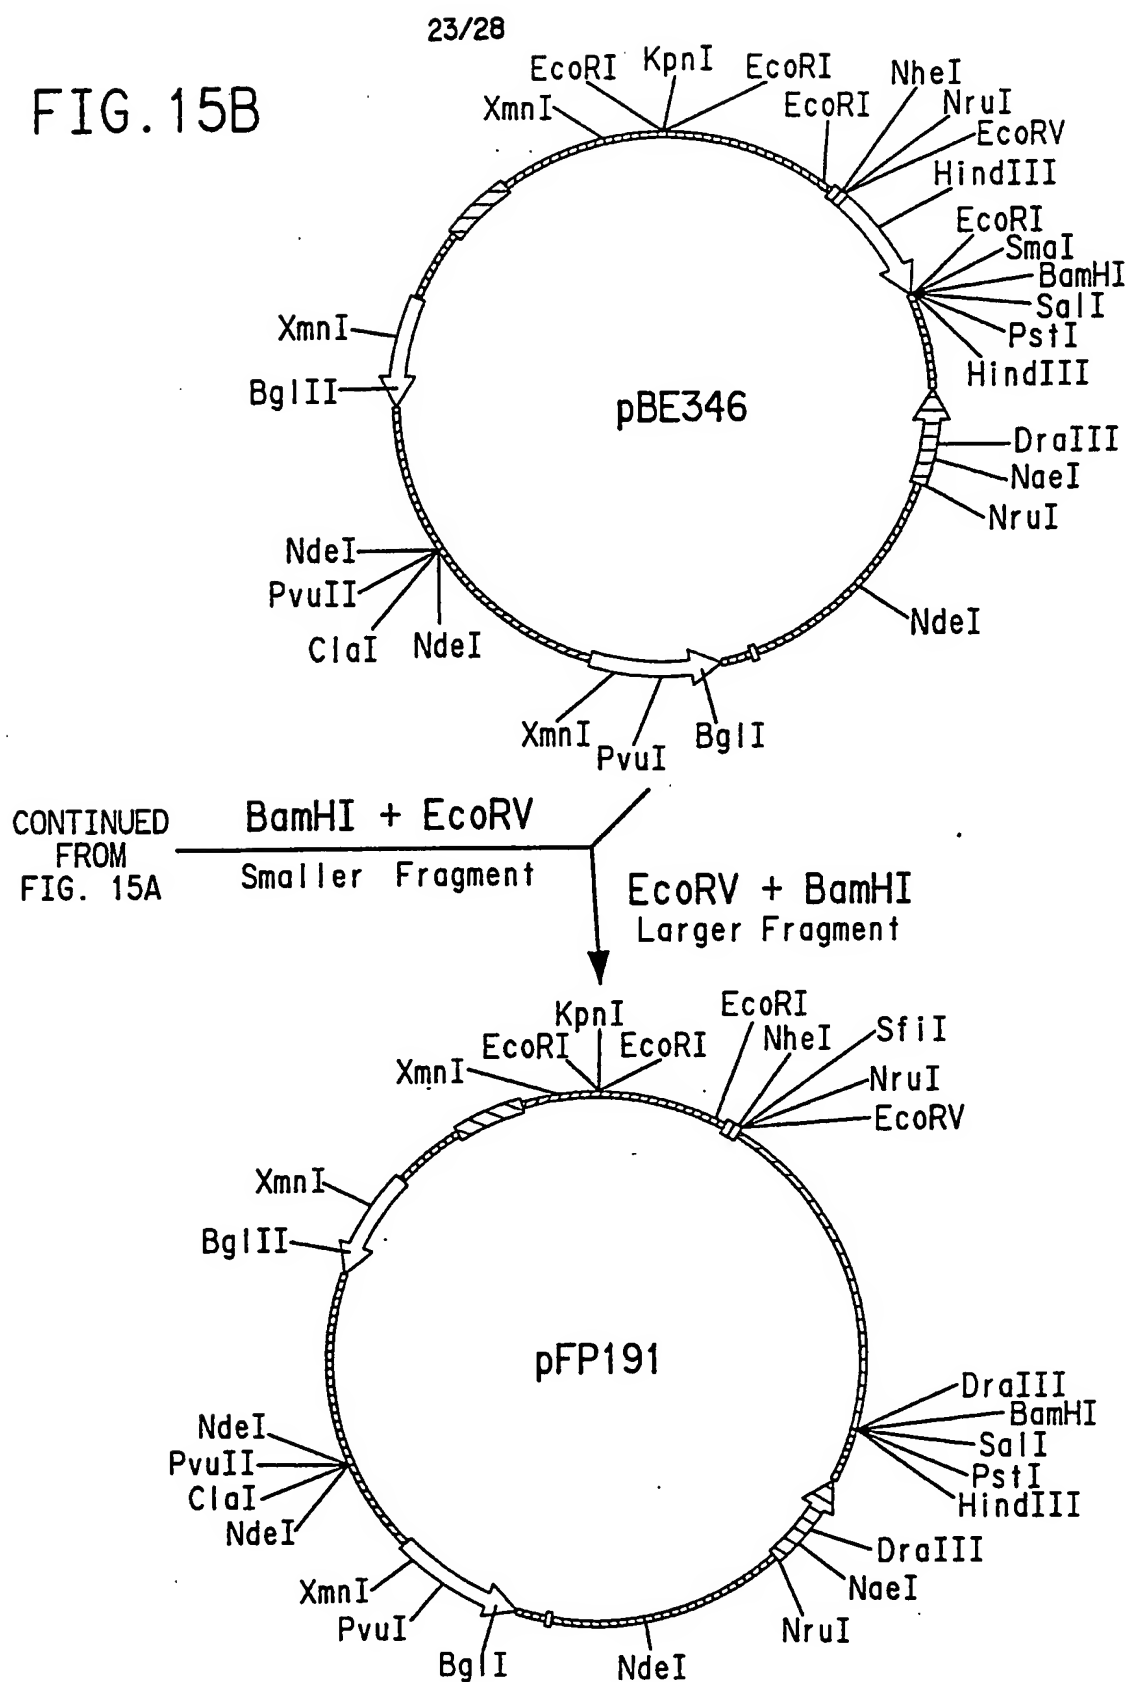 23/28
FIG.15B
EcoRI
KpnI
EcoRI
XmnI
EcoRI
NheI
NruI
EcoRV
HindIII
EcoRI
SmaI
BamHI
SalI
PstI
HindIII
XmnI
BglII
pBE346
DraIII
NaeI
NruI
NdeI
PvuII
ClaI
NdeI
NdeI
XmnI
PvuI
BglI
CONTINUED
FROM
FIG. 15A
BamHI + EcoRV
Smaller Fragment
EcoRV + BamHI
Larger Fragment
KpnI
EcoRI
EcoRI
EcoRI
NheI
SfiI
NruI
EcoRV
XmnI
XmnI
BglII
pFP191
DraIII
BamHI
SalI
PstI
HindIII
NdeI
PvuII
ClaI
NdeI
DraIII
NaeI
NruI
XmnI
PvuI
BglI
NdeI